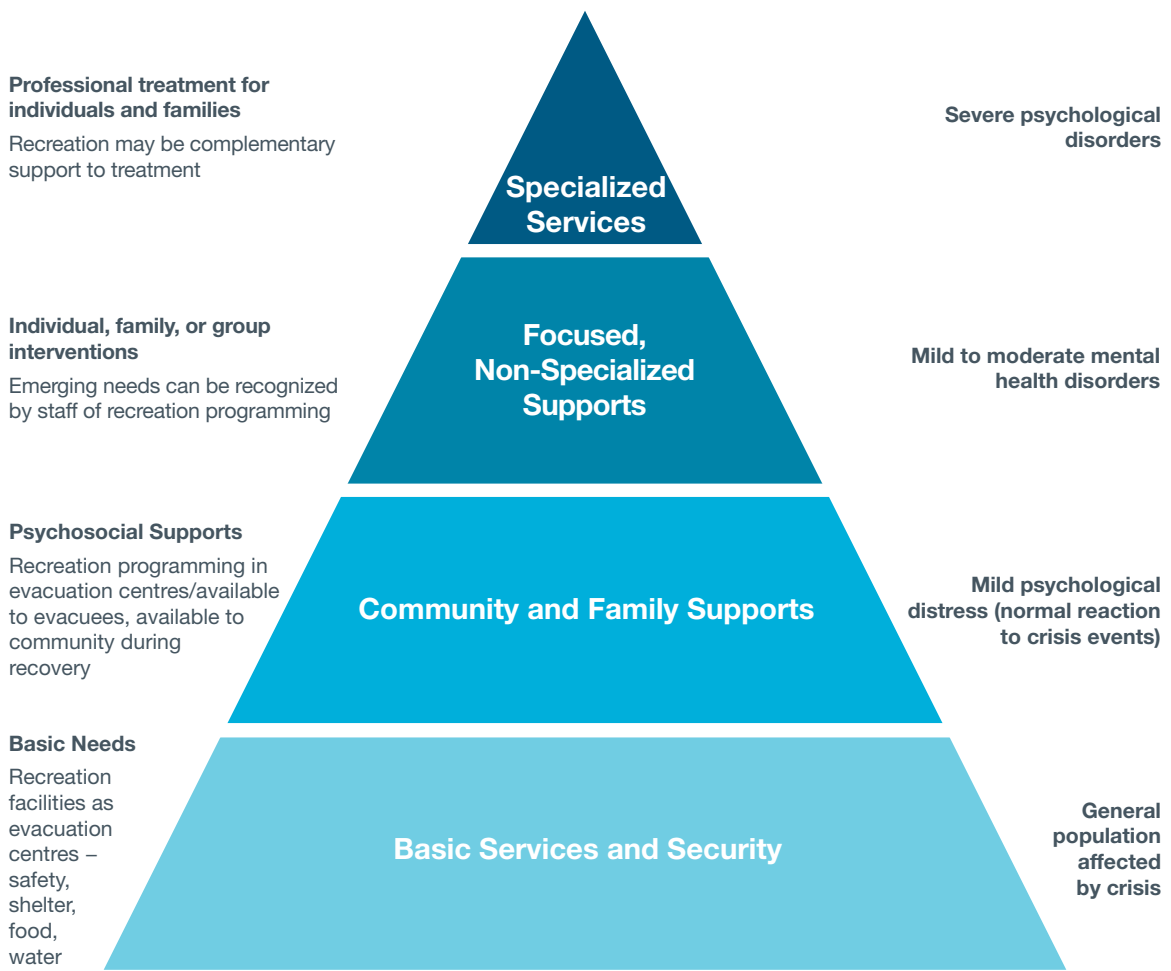 Professional treatment for
individuals and families
Recreation may be complementary
support to treatment
Specialized
Services
Severe psychological
disorders
Individual, family, or group
interventions
Emerging needs can be recognized
by staff of recreation programming
Focused,
Non-Specialized
Supports
Mild to moderate mental
health disorders
Psychosocial Supports
Recreation programming in
evacuation centres/available
to evacuees, available to
community during
recovery
Community and Family Supports
Mild psychological
distress (normal reaction
to crisis events)
Basic Needs
Recreation
facilities as
evacuation
centres –
safety,
shelter,
food,
water
Basic Services and Security
General
population
affected
by crisis